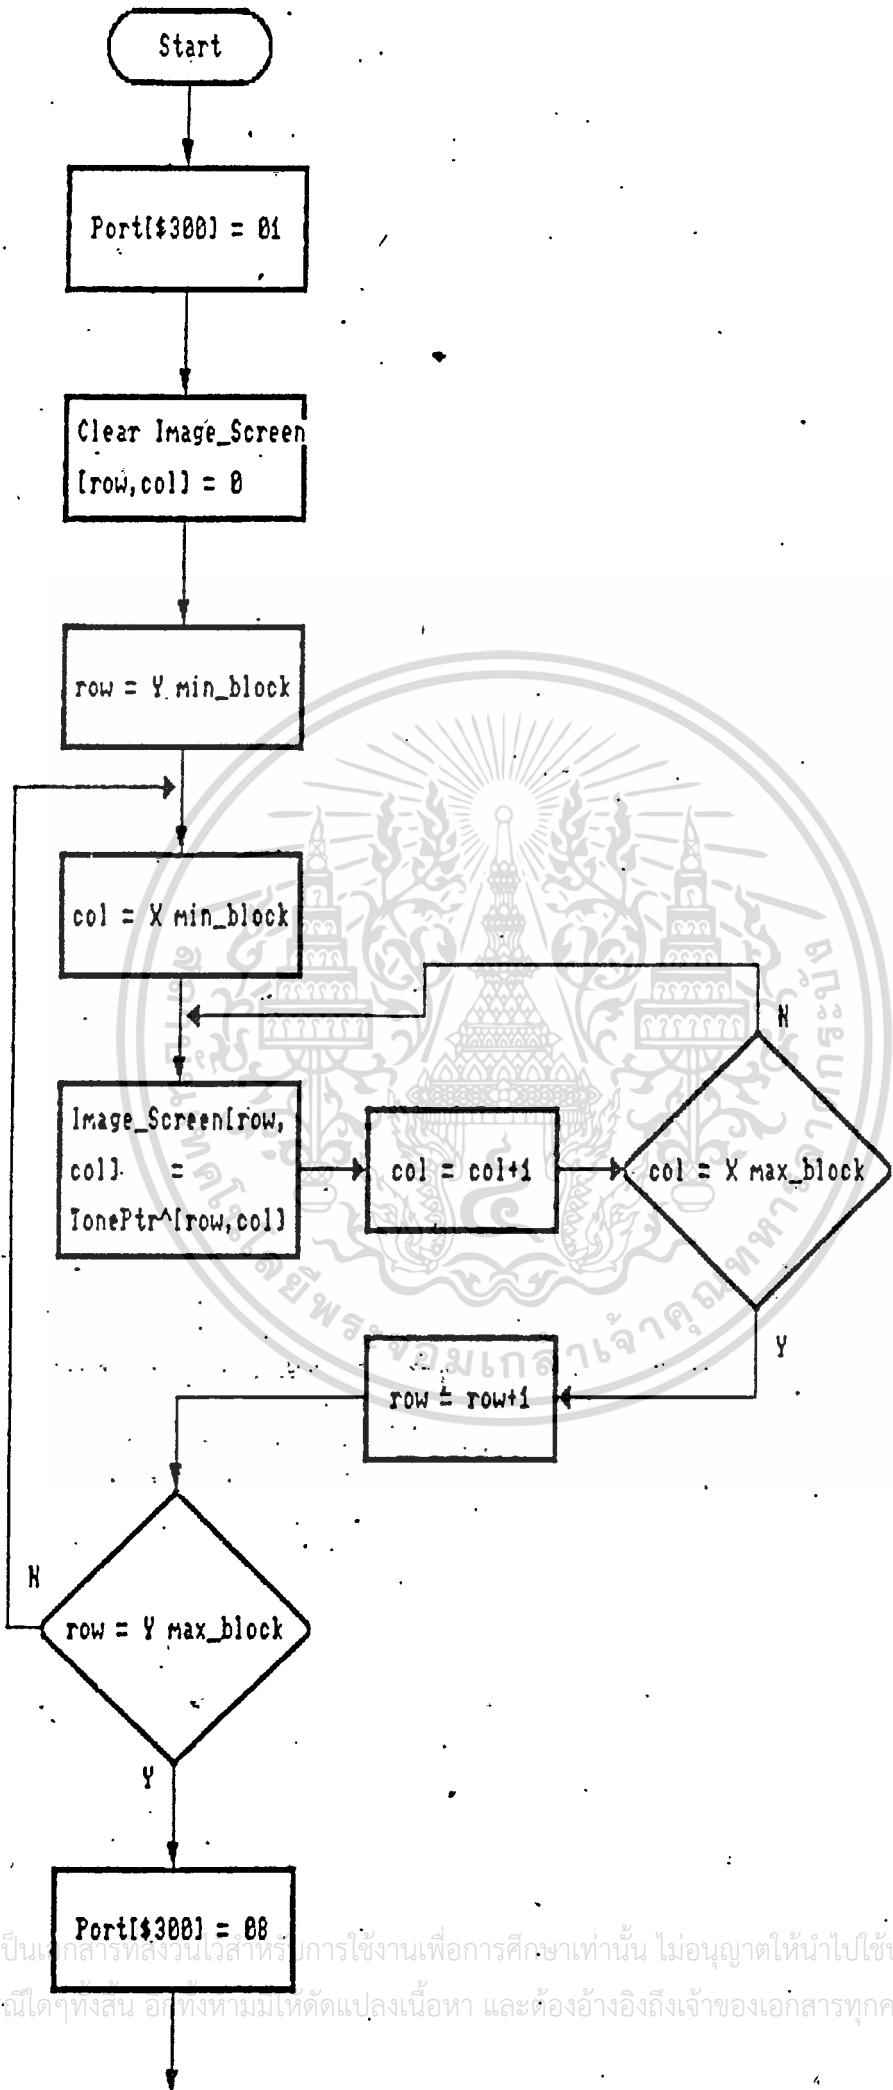 Start
Port[$300] = 01
Clear Image_Screen
[row,col] = 0
row = Y min_block
col = X min_block
N
Image_Screen[row,
col] =
TonePtr^[row,col]
col = col+1
col = X max_block
Y
row = row+1
N
row = Y max_block
Y
Port[$300] = 08